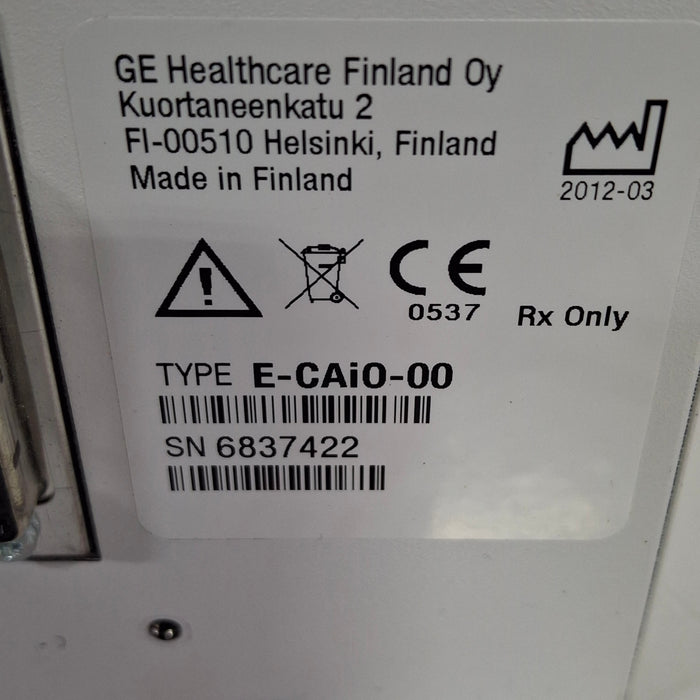 GE Healthcare Finland Oy
Kuortaneenkatu 2
FI-00510 Helsinki, Finland
Made in Finland
2012-03
CE
0537
Rx Only
TYPE E-CAiO-00
SN 6837422